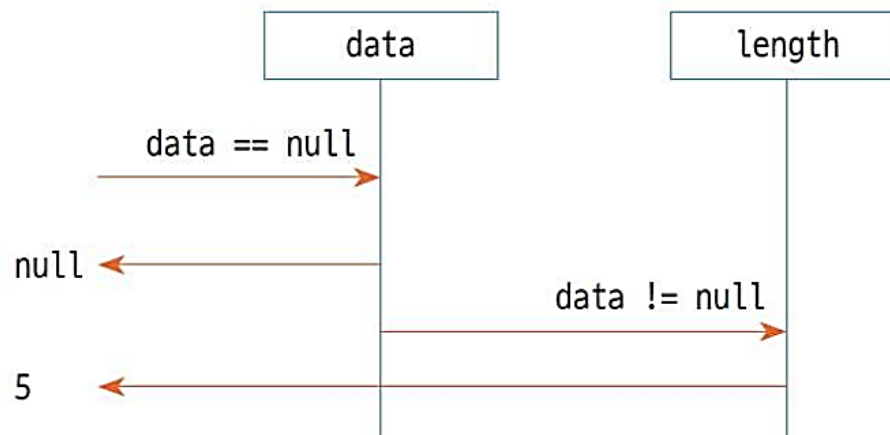 data
length
data == null
null
data != null
5